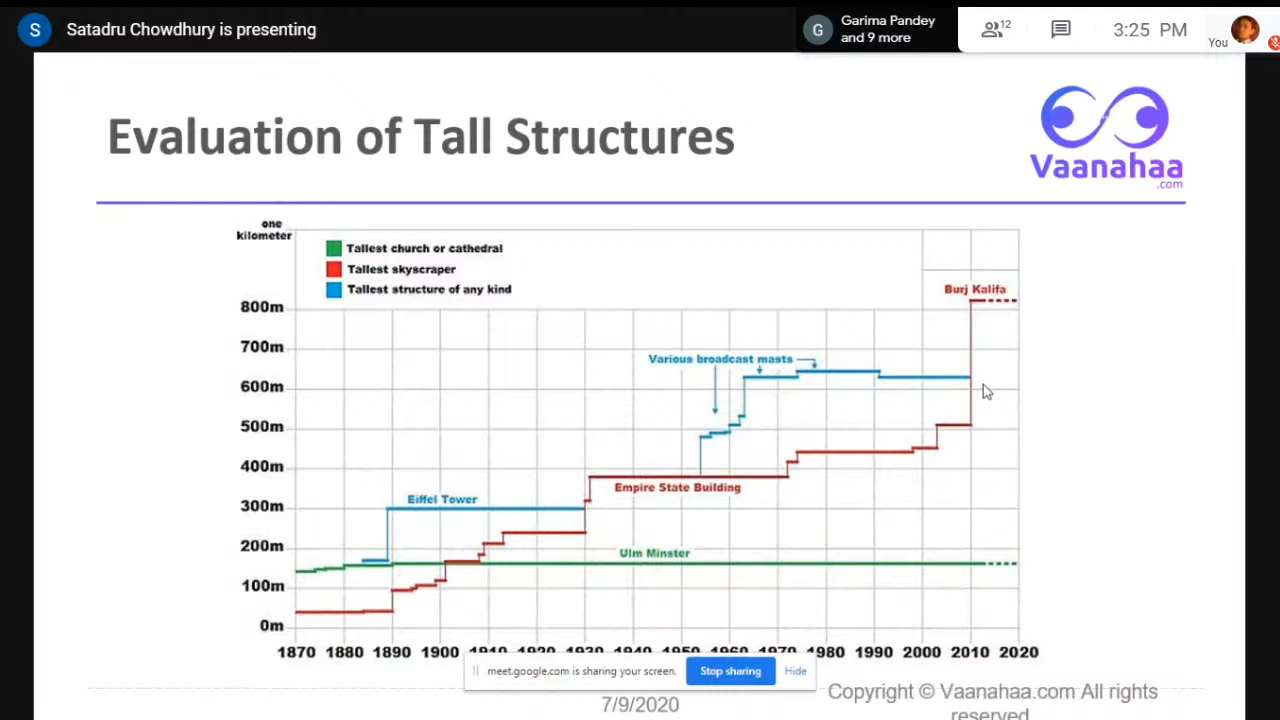 S Satadru Chowdhury is presenting
G Garima Pandey
and 9 more
12
3:25 PM
You
Evaluation of Tall Structures
Vaanahaa
.com
one
kilometer
Tallest church or cathedral
Tallest skyscraper
Tallest structure of any kind
Burj Kalifa
800m
700m
Various broadcast masts
600m
500m
400m
Empire State Building
Eiffel Tower
300m
200m
Ulm Minster
100m
0m
1870 1880 1890 1900 1910 1920 1930 1940 1950 1960 1970 1980 1990 2000 2010 2020
meet.google.com is sharing your screen. Stop sharing Hide
7/9/2020
Copyright © Vaanahaa.com All rights
reserved